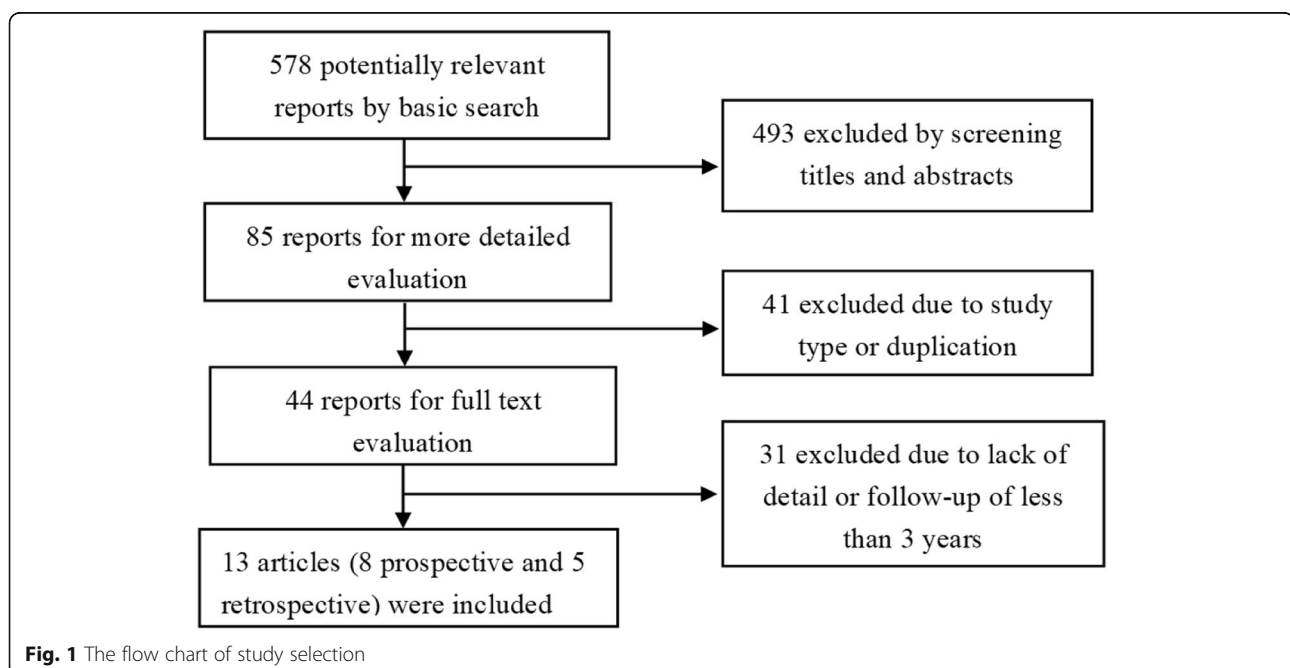 578 potentially relevant
reports by basic search
493 excluded by screening
titles and abstracts
85 reports for more detailed
evaluation
41 excluded due to study
type or duplication
44 reports for full text
evaluation
31 excluded due to lack of
detail or follow-up of less
than 3 years
13 articles (8 prospective and 5
retrospective) were included
Fig. 1 The flow chart of study selection